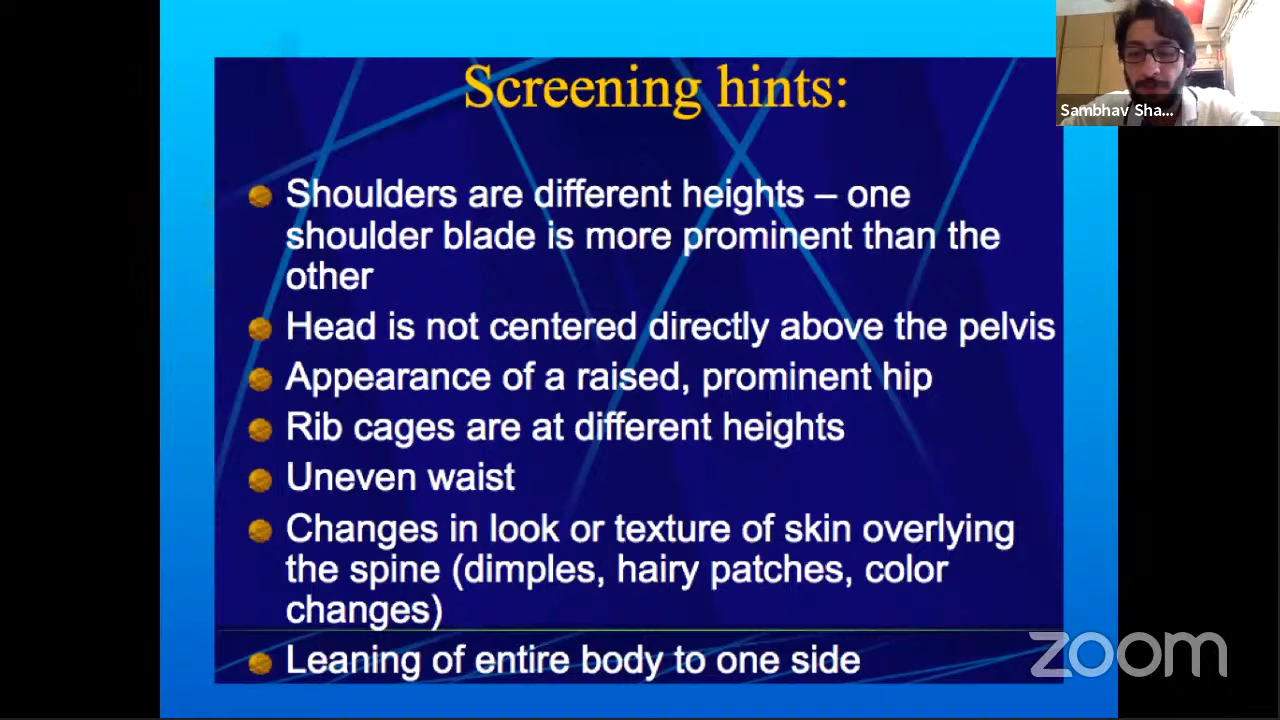 Screening hints:
Sambhav Sha...
Shoulders are different heights – one
shoulder blade is more prominent than the
other
Head is not centered directly above the pelvis
Appearance of a raised, prominent hip
Rib cages are at different heights
Uneven waist
Changes in look or texture of skin overlying
the spine (dimples, hairy patches, color
changes)
Leaning of entire body to one side
zoom